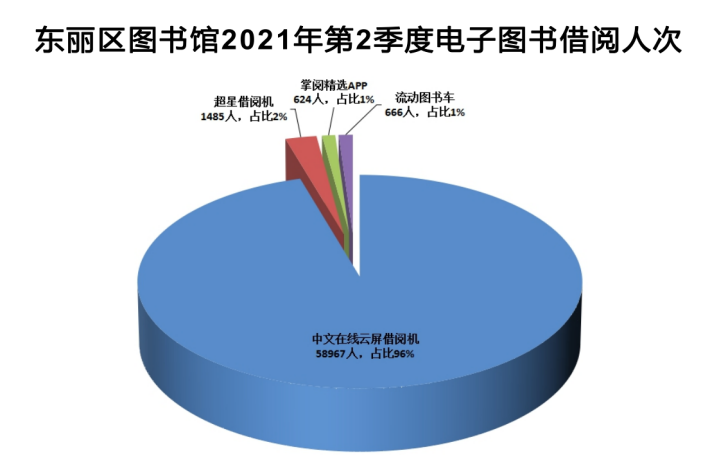 东丽区图书馆2021年第2季度电子图书借阅人次
掌阅精选APP
624人，占比1%
超星借阅机
1485人，占比2%
流动图书车
666人，占比1%
中文在线云屏借阅机
58967人，占比96%